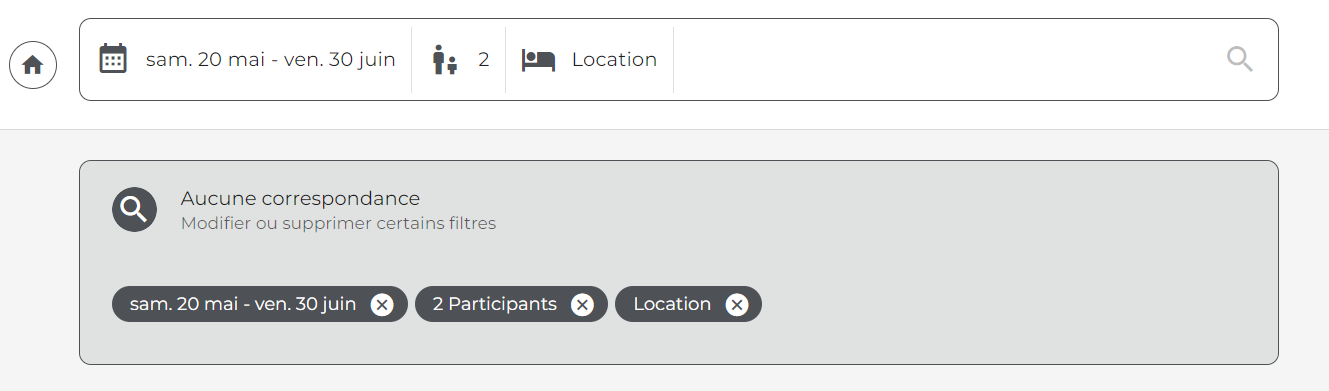 sam. 20 mai - ven. 30 juin 2 Location
Aucune correspondance
Modifier ou supprimer certains filtres
sam. 20 mai - ven. 30 juin 2 Participants Location